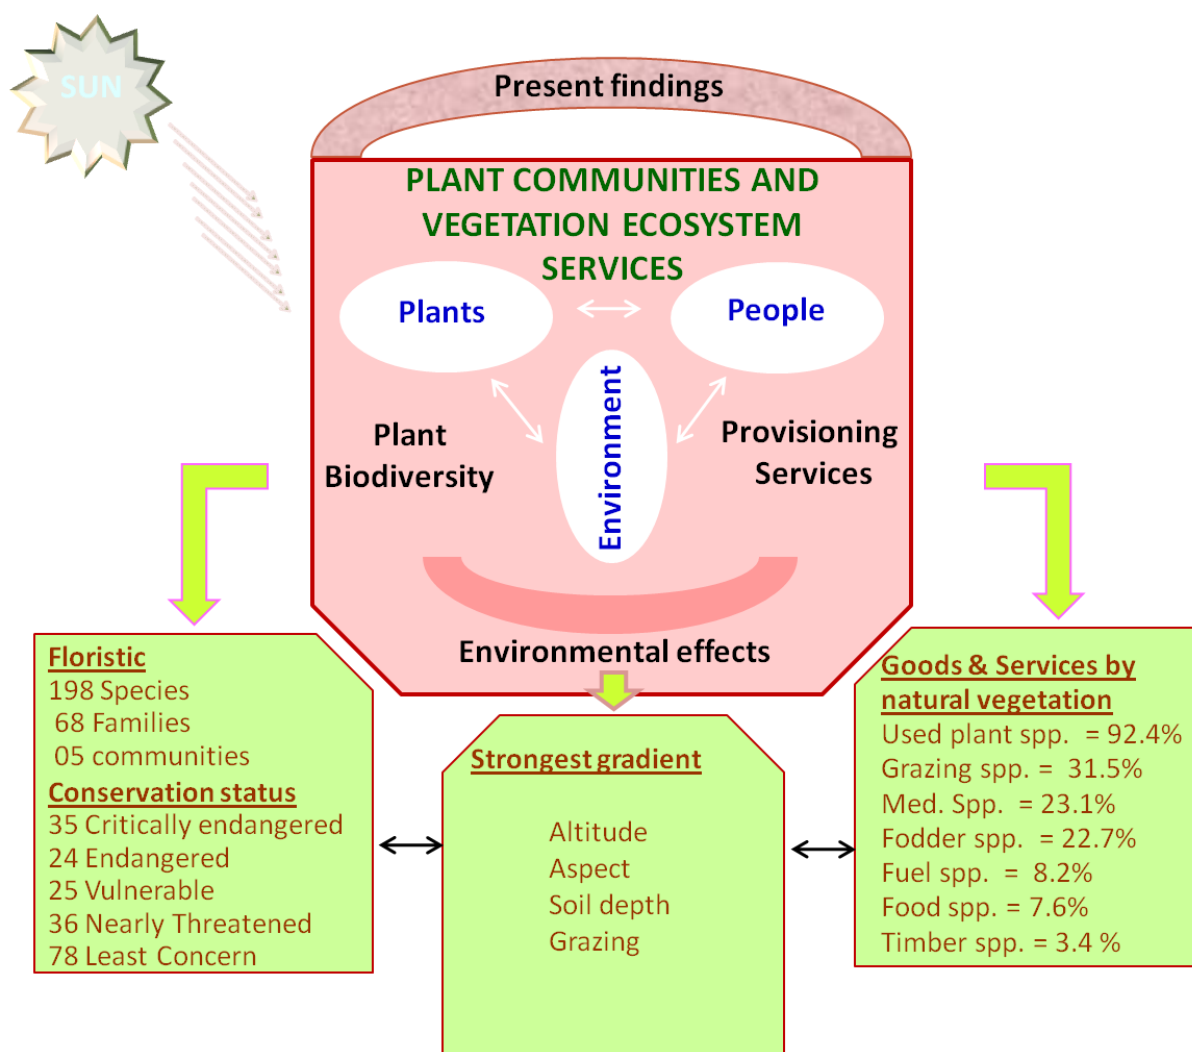 SUN
Present findings
PLANT COMMUNITIES AND
VEGETATION ECOSYSTEM
SERVICES
Plants
People
Environment
Plant
Biodiversity
Provisioning
Services
Environmental effects
Floristic
198 Species
68 Families
05 communities
Conservation status
35 Critically endangered
24 Endangered
25 Vulnerable
36 Nearly Threatened
78 Least Concern
Strongest gradient
Altitude
Aspect
Soil depth
Grazing
Goods & Services by
natural vegetation
Used plant spp. = 92.4%
Grazing spp. = 31.5%
Med. Spp. = 23.1%
Fodder spp. = 22.7%
Fuel spp. = 8.2%
Food spp. = 7.6%
Timber spp. = 3.4 %